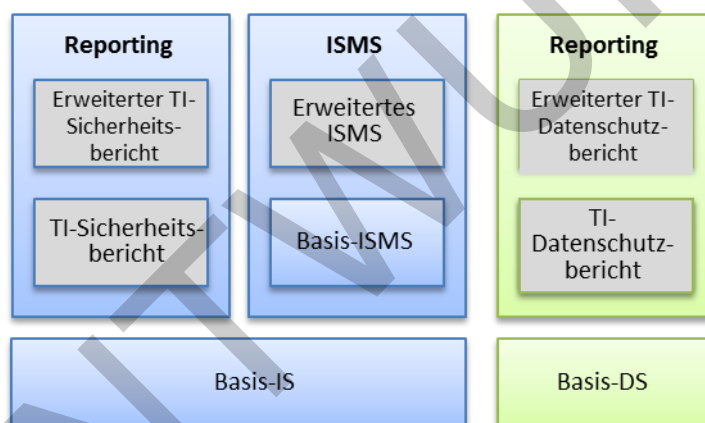 Reporting
Erweiterter TI-
Sicherheits-
bericht
TI-Sicherheits-
bericht
ISMS
Erweitertes
ISMS
Basis-ISMS
Reporting
Erweiterter TI-
Datenschutz-
bericht
TI-
Datenschutz-
bericht
Basis-IS
Basis-DS